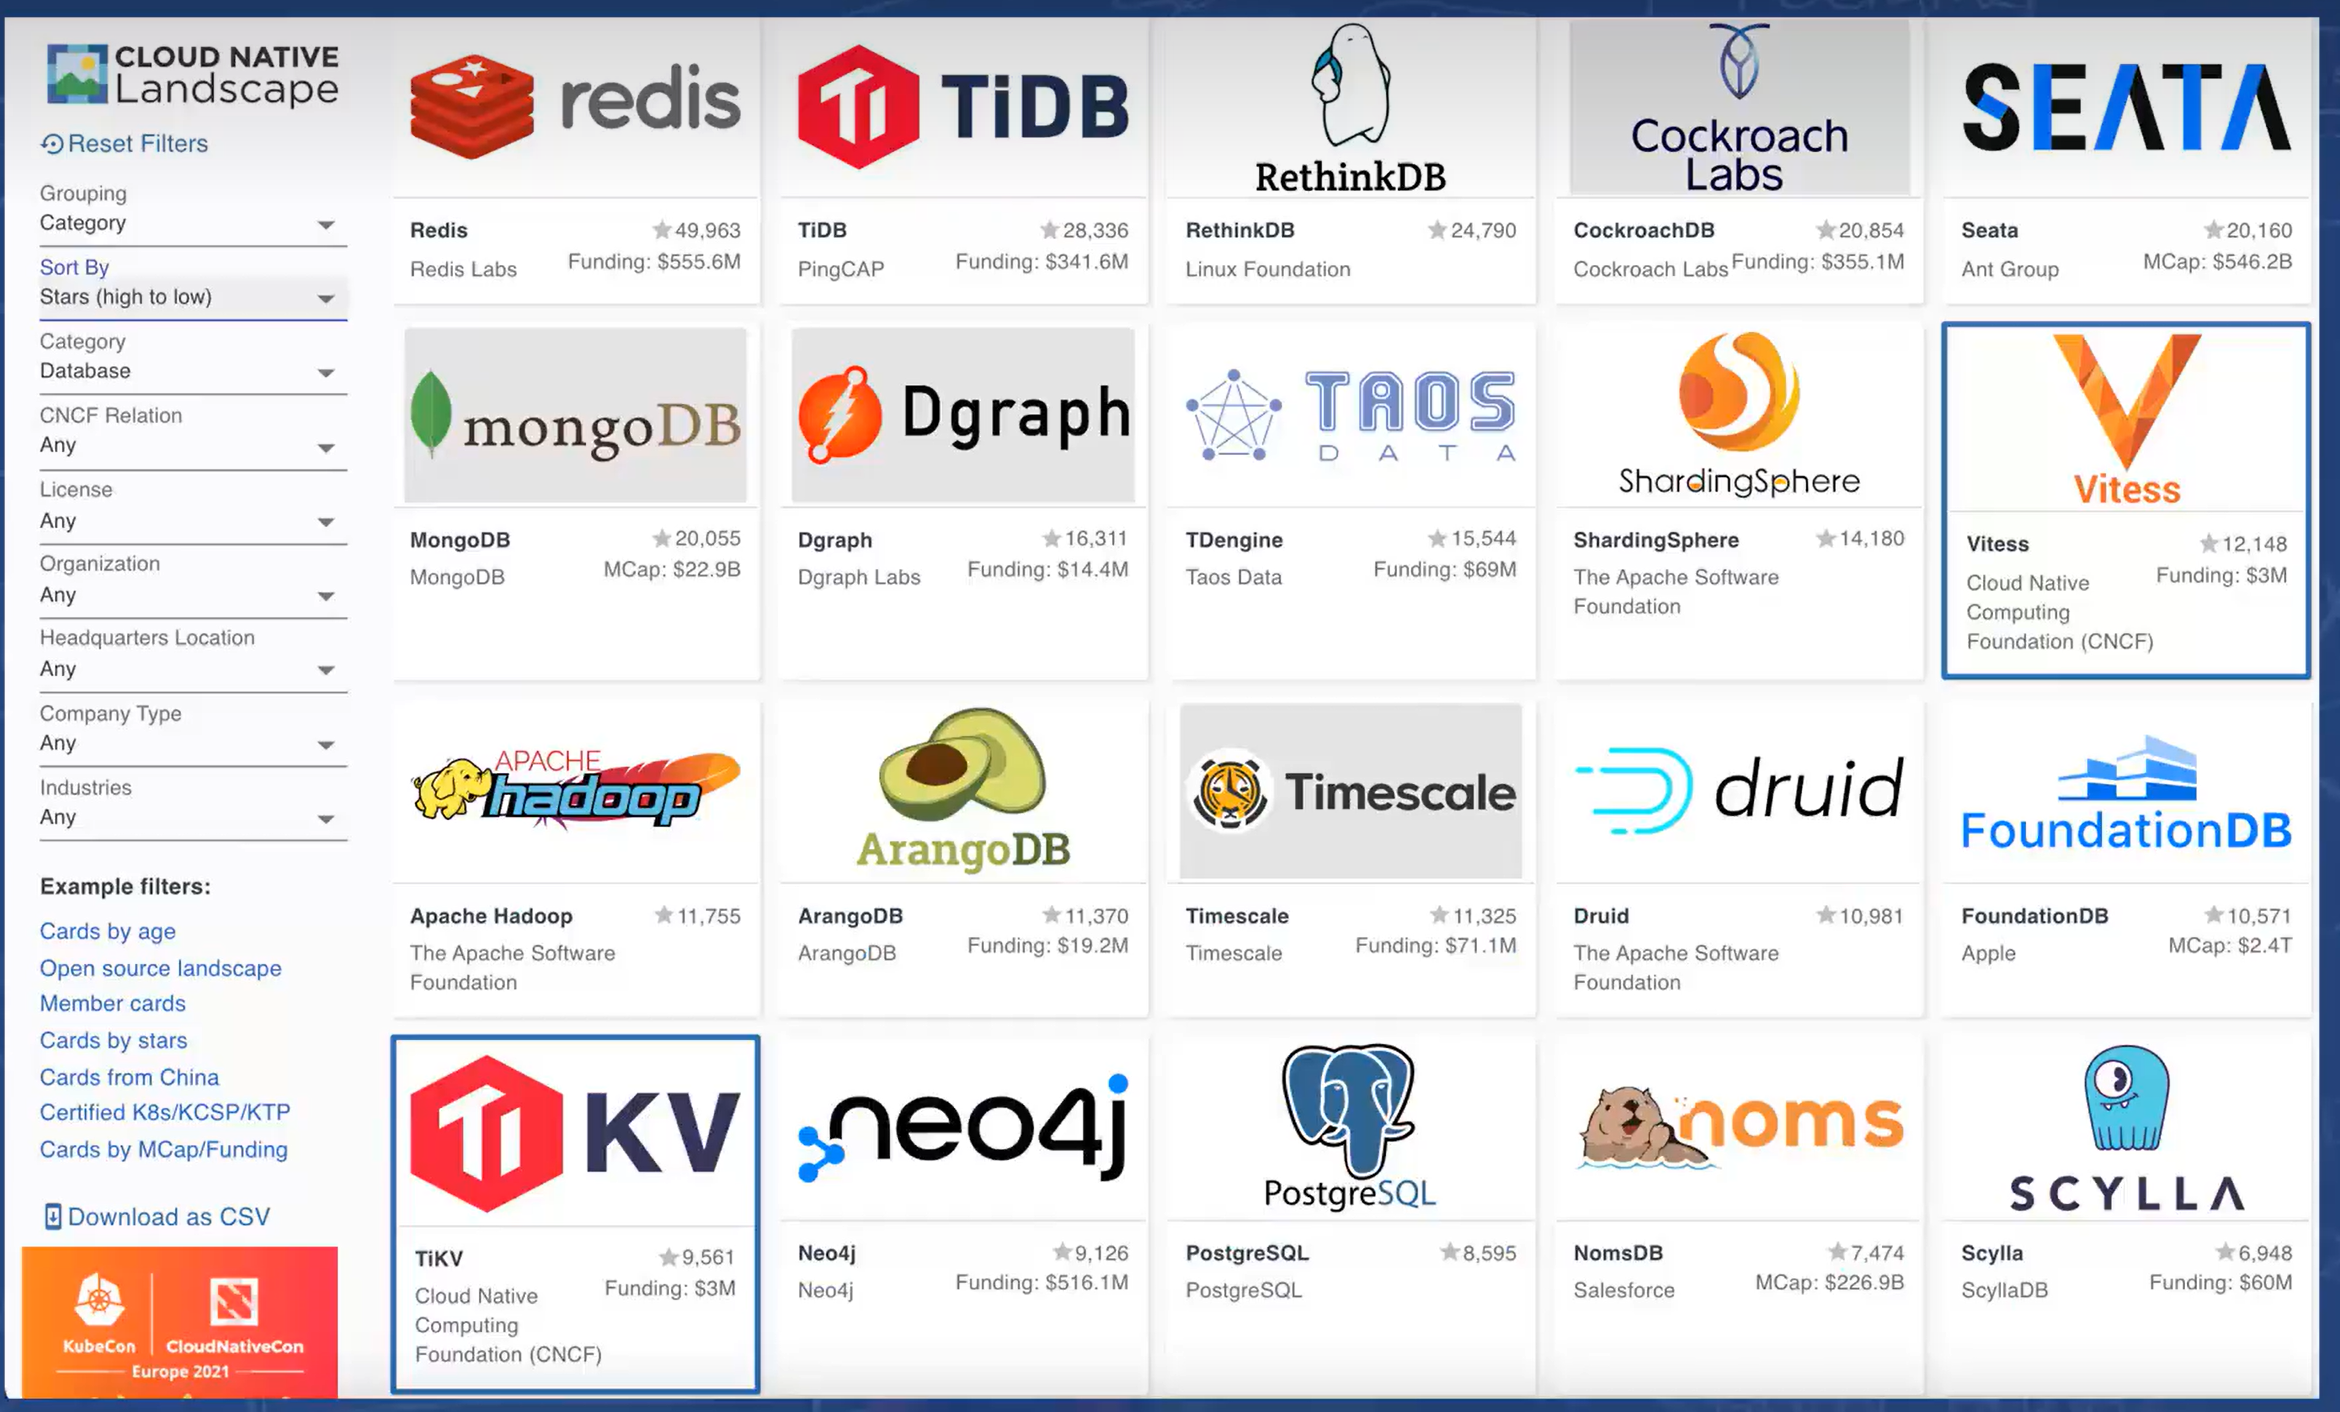 CLOUD NATIVE
Landscape
Reset Filters
Grouping
Category
Sort By
Stars (high to low)
Category
Database
CNCF Relation
Any
License
Any
Organization
Any
Headquarters Location
Any
Company Type
Any
Industries
Any
Example filters:
Cards by age
Open source landscape
Member cards
Cards by stars
Cards from China
Certified K8s/KCSP/KTP
Cards by MCap/Funding
Download as CSV
KubeCon
CloudNativeCon
Europe 2021
redis
Redis 49,963
Redis Labs Funding: $555.6M
Ti TiDB
TiDB 28,336
PingCAP Funding: $341.6M
RethinkDB
RethinkDB 24,790
Linux Foundation
Cockroach
Labs
CockroachDB 20,854
Cockroach Labs Funding: $355.1M
SEATA
Seata 20,160
Ant Group MCap: $546.2B
mongoDB
MongoDB 20,055
MongoDB MCap: $22.9B
Dgraph
Dgraph 16,311
Dgraph Labs Funding: $14.4M
TAOS
DATA
TDengine 15,544
Taos Data Funding: $69M
ShardingSphere
ShardingSphere 14,180
The Apache Software
Foundation
Vitess
Vitess 12,148
Funding: $3M
Cloud Native
Computing
Foundation (CNCF)
APACHE
hadoop
Apache Hadoop 11,755
The Apache Software
Foundation
ArangoDB
ArangoDB 11,370
ArangoDB Funding: $19.2M
Timescale
Timescale 11,325
Timescale Funding: $71.1M
druid
Druid 10,981
The Apache Software
Foundation
FoundationDB
FoundationDB 10,571
Apple MCap: $2.4T
Ti KV
TiKV 9,561
Funding: $3M
Cloud Native
Computing
Foundation (CNCF)
neo4j
Neo4j 9,126
Neo4j Funding: $516.1M
PostgreSQL
PostgreSQL 8,595
PostgreSQL
noms
NomsDB 7,474
Salesforce MCap: $226.9B
SCYLLA
Scylla 6,948
ScyllaDB Funding: $60M